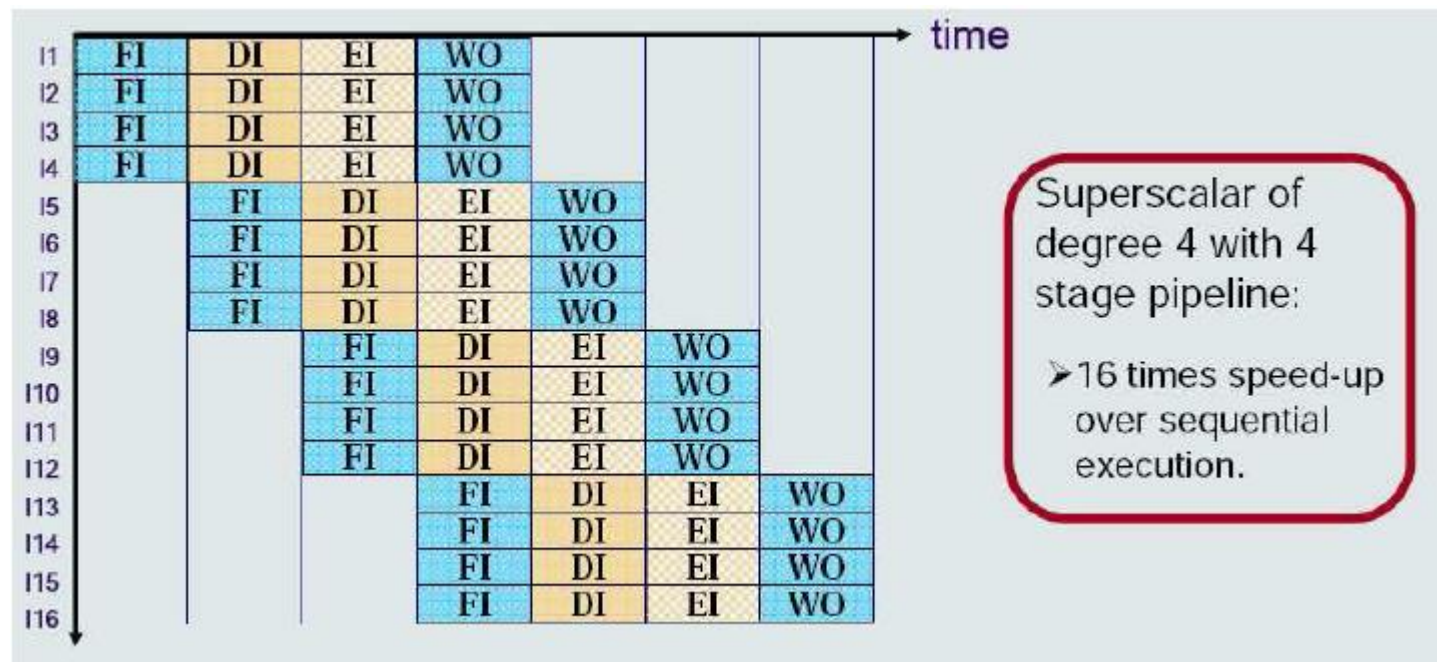 time
I1 FI DI EI WO
I2 FI DI EI WO
I3 FI DI EI WO
I4 FI DI EI WO
I5 FI DI EI WO
I6 FI DI EI WO
I7 FI DI EI WO
I8 FI DI EI WO
I9 FI DI EI WO
I10 FI DI EI WO
I11 FI DI EI WO
I12 FI DI EI WO
I13 FI DI EI WO
I14 FI DI EI WO
I15 FI DI EI WO
I16 FI DI EI WO
Superscalar of
degree 4 with 4
stage pipeline:
➢16 times speed-up
over sequential
execution.